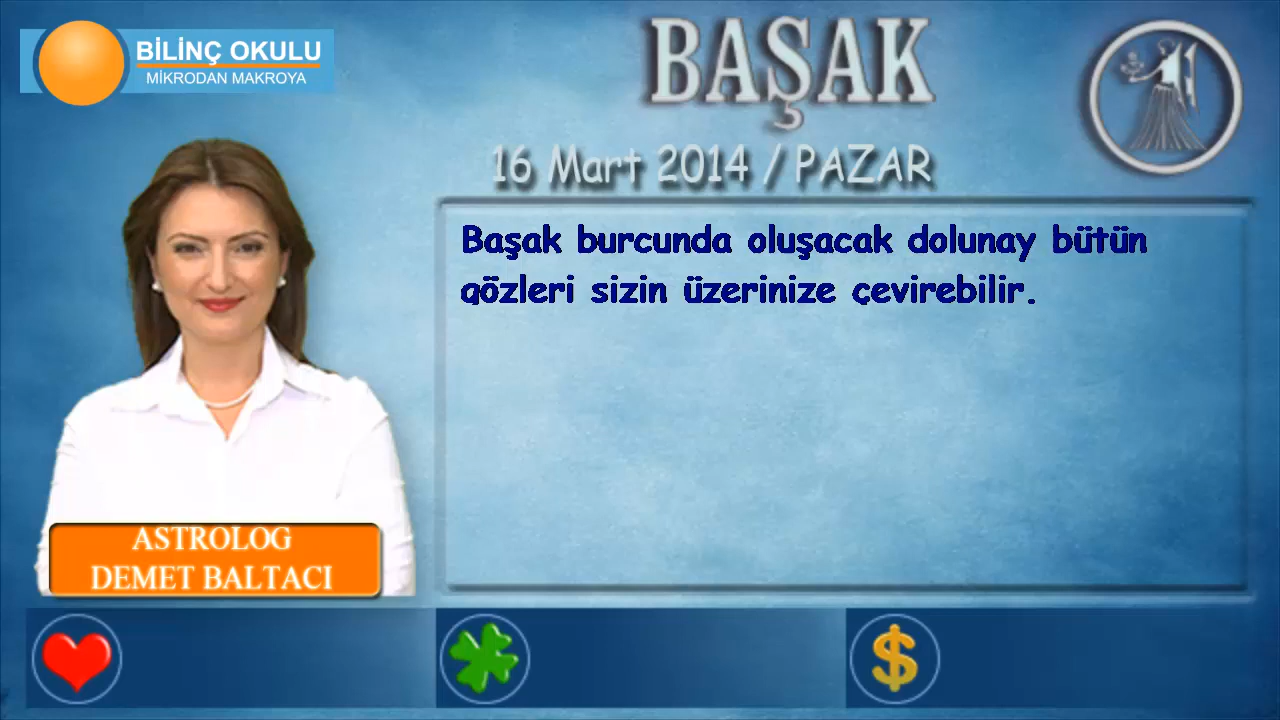 BİLİNÇ OKULU
MİKRODAN MAKROYA
BAŞAK
16 Mart 2014 / PAZAR
Başak burcunda oluşacak dolunay bütün
gözleri sizin üzerinize çevirebilir.
ASTROLOG
DEMET BALTACI
$